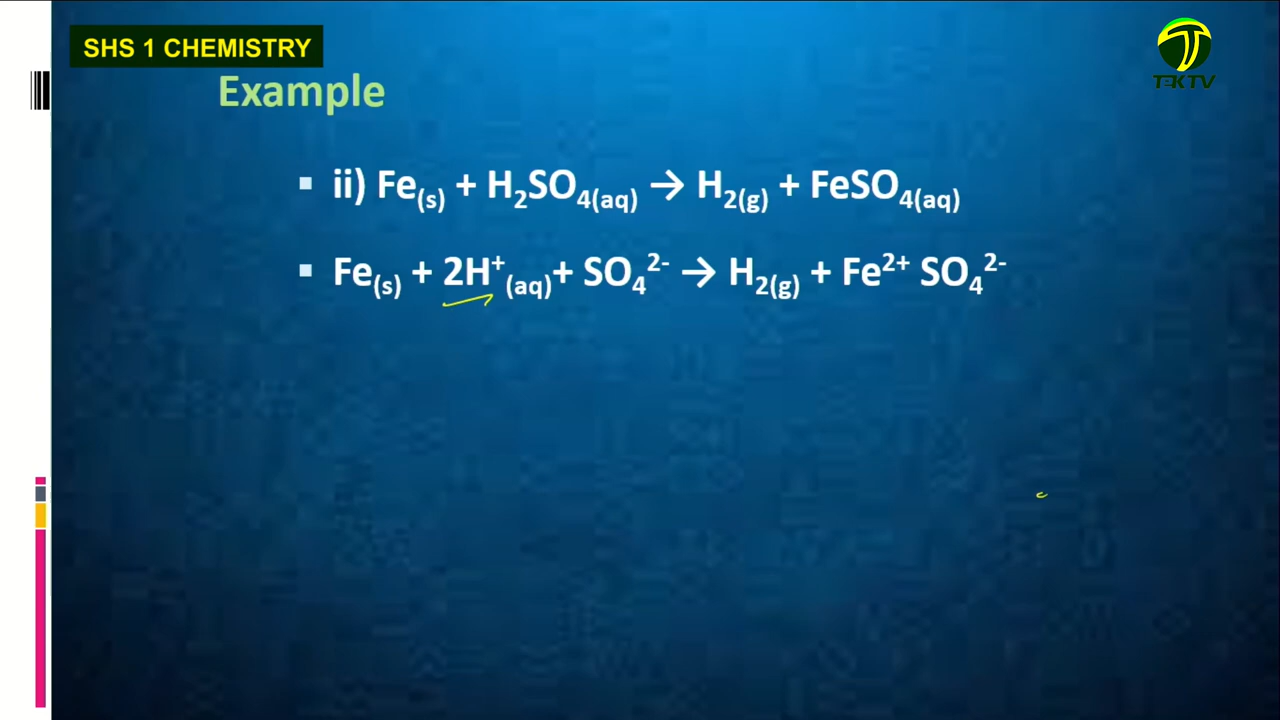 SHS 1 CHEMISTRY
TEKTV
Example
ii) Fe(s) + H₂SO₄(aq) → H₂(g) + FeSO₄(aq)
Fe(s) + 2H⁺(aq)+ SO₄²⁻ → H₂(g) + Fe²⁺ SO₄²⁻